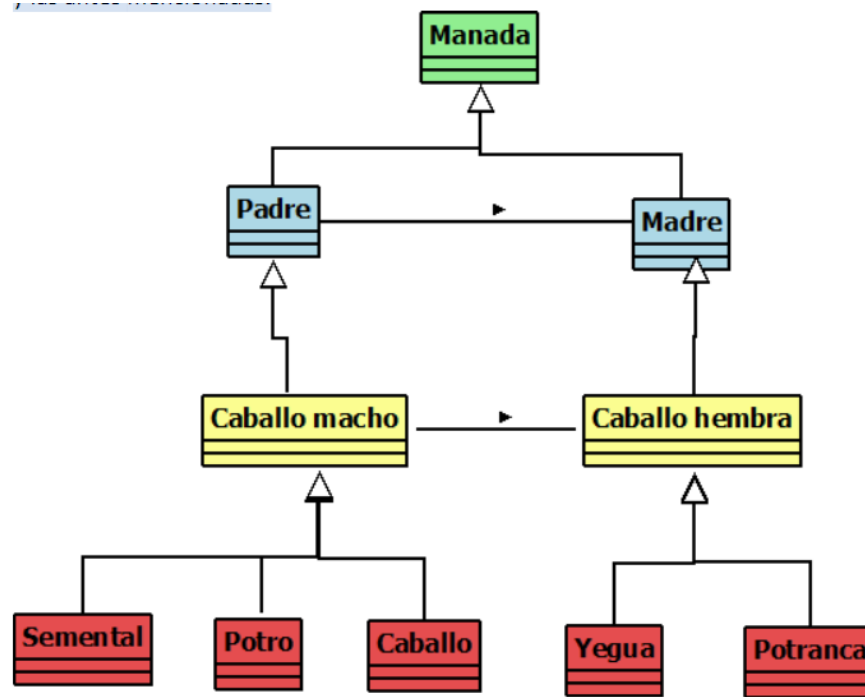 Manada
Padre
Madre
Caballo macho
Caballo hembra
Semental
Potro
Caballo
Yegua
Potranca